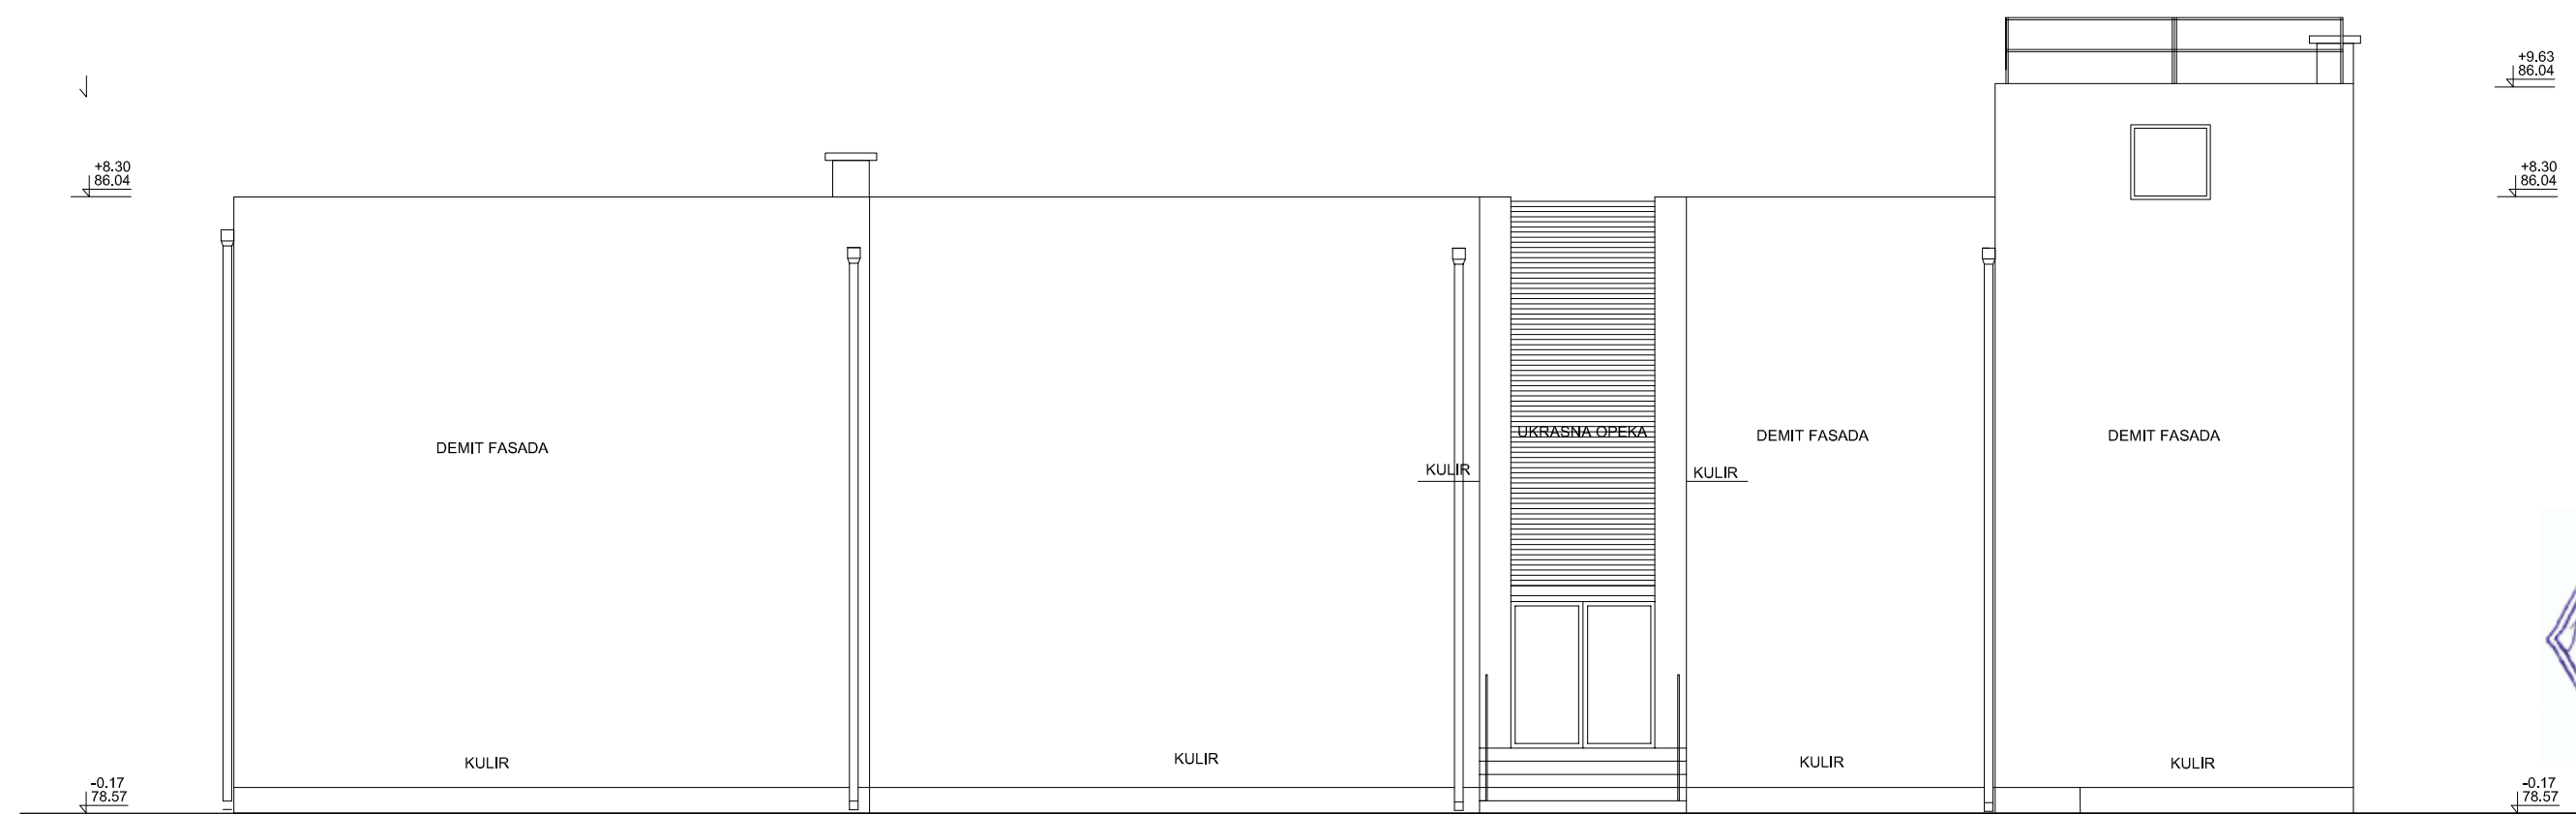 +9.63
86.04
+8.30
86.04
+8.30
86.04
UKRASNA OPEKA
DEMIT FASADA
DEMIT FASADA
DEMIT FASADA
KULIR
KULIR
KULIR
KULIR
KULIR
KULIR
-0.17
78.57
-0.17
78.57